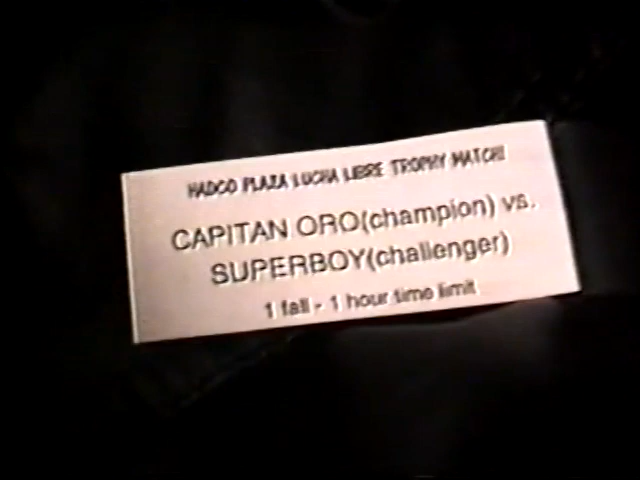 HADCO PLAZA LUCHA LIBRE TROPHY MATCH!
CAPITAN ORO(champion) vs.
SUPERBOY(challenger)
1 fall - 1 hour time limit